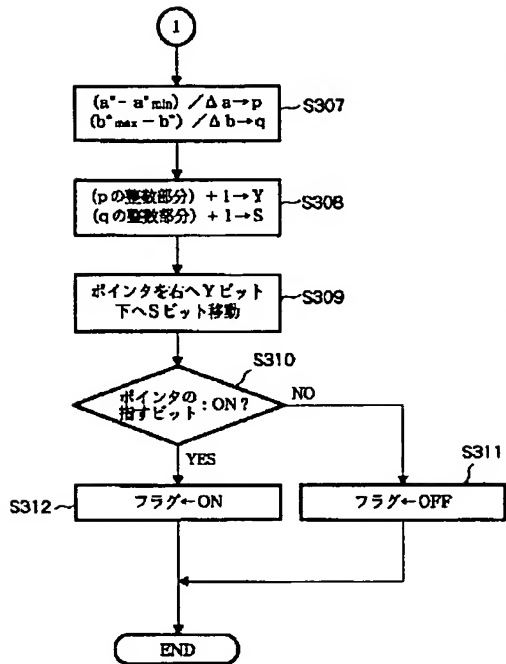 1
(a* - a*min) /Δa→p
(b*max - b*) /Δb→q
S307
(pの整数部分) + 1→Y
(qの整数部分) + 1→S
S308
ポインタを右へYビット
下へSビット移動
S309
S310
ポインタの
指すビット : ON?
NO
YES
S311
S312
フラグ←ON
フラグ←OFF
END